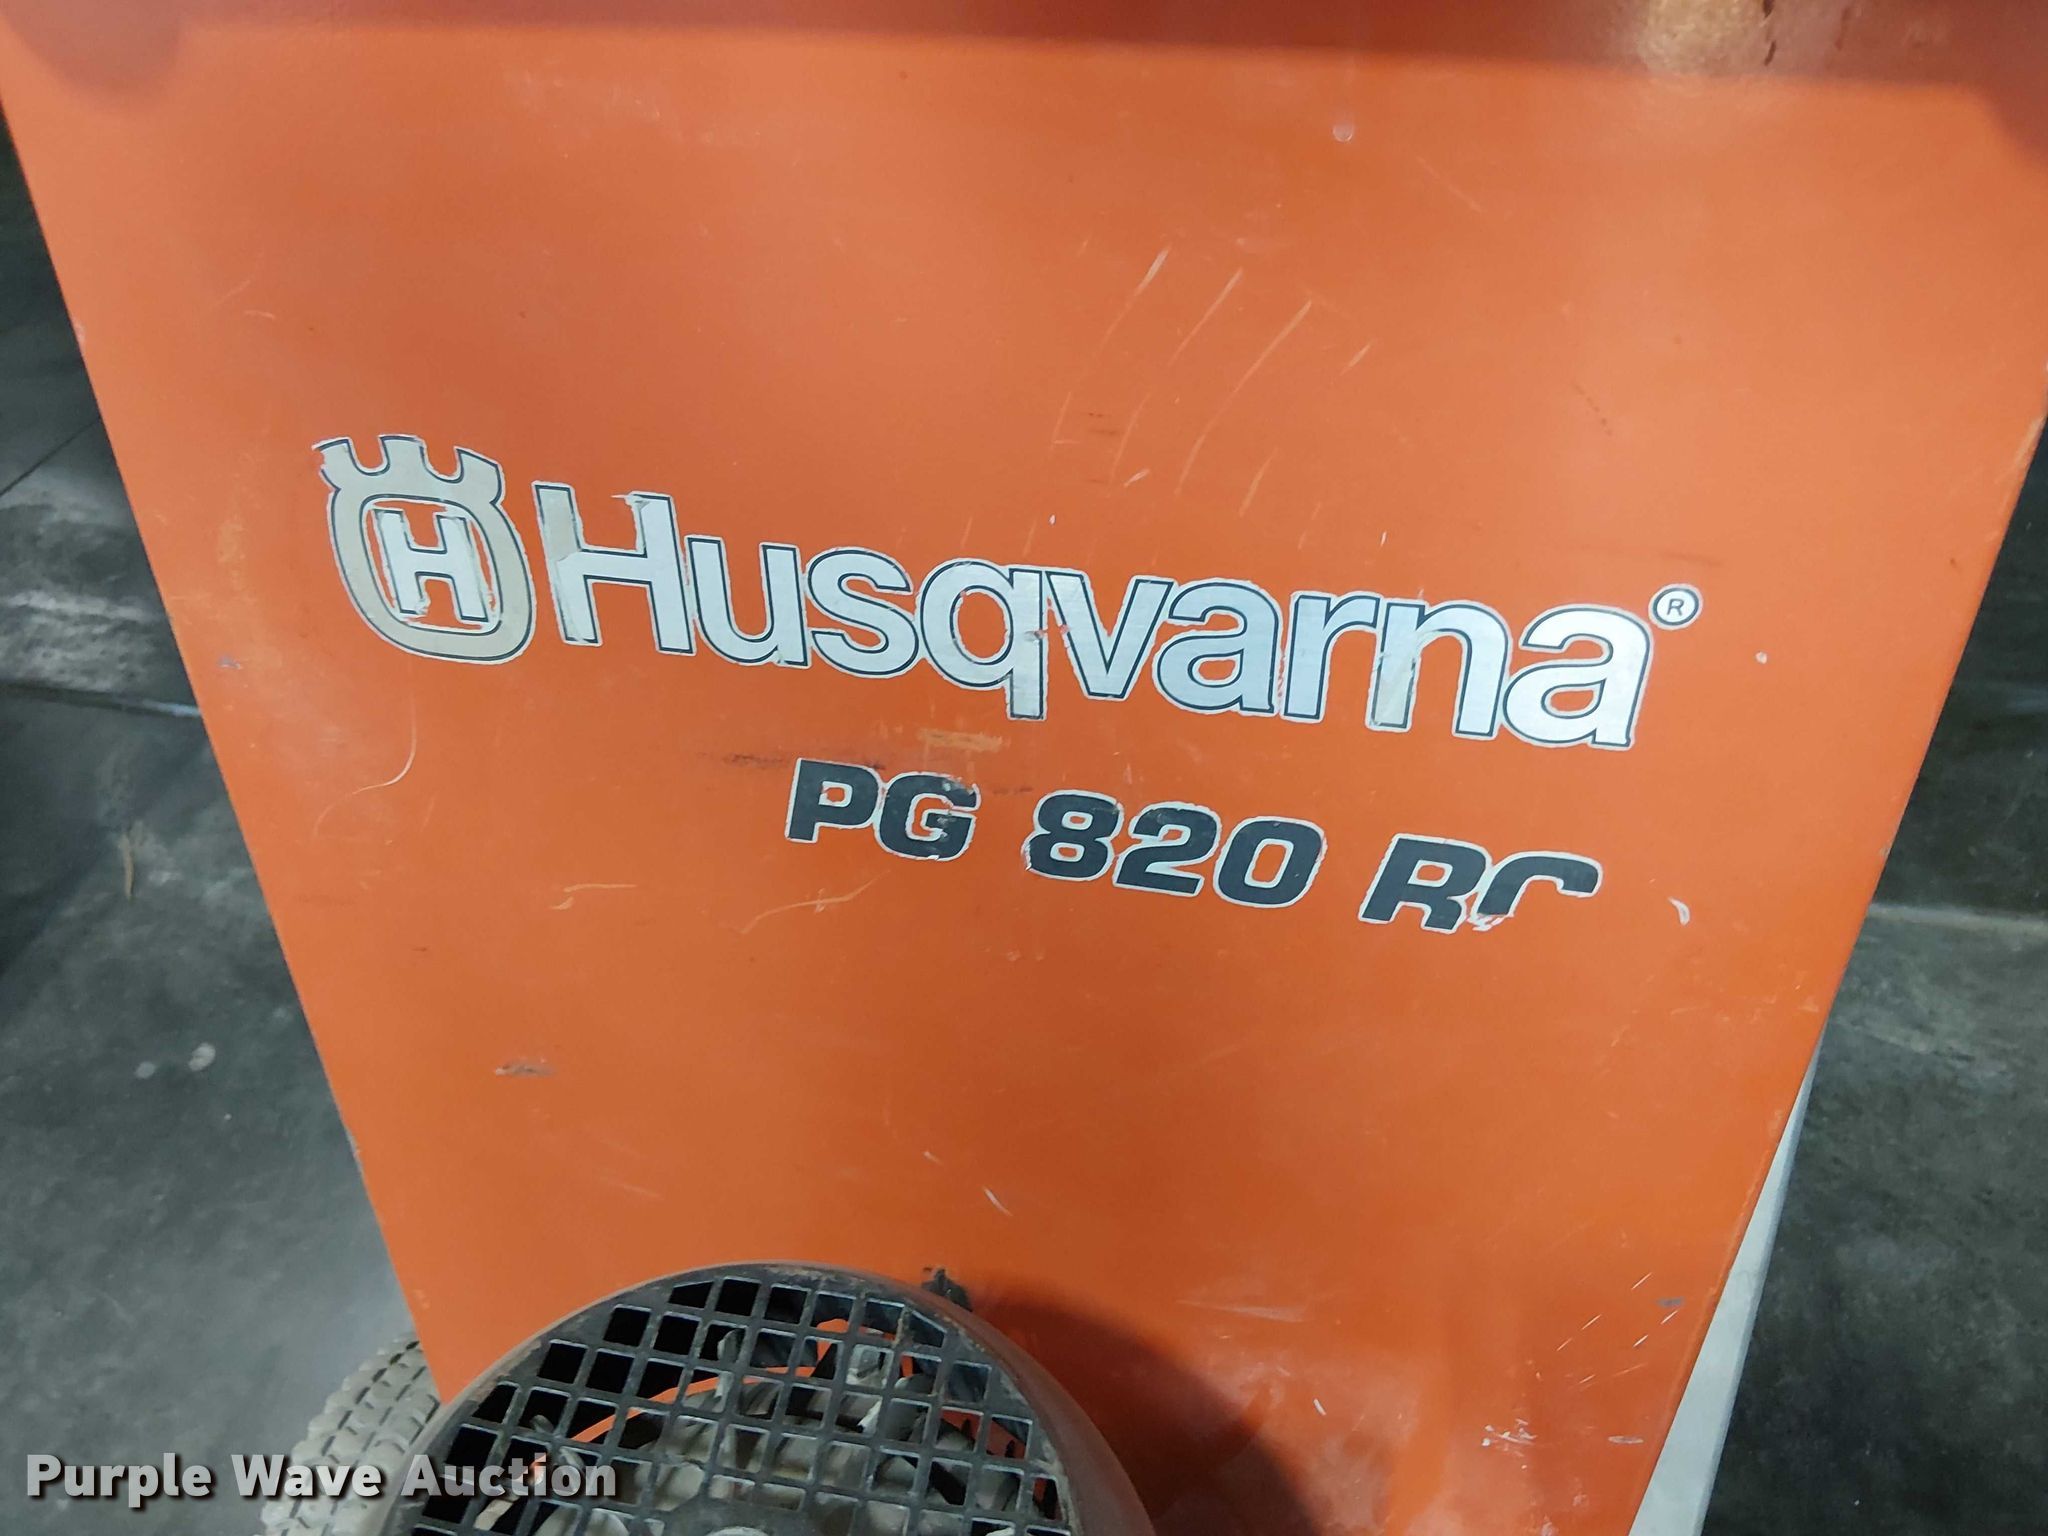 H Husqvarna®
PG 820 RC
Purple Wave Auction